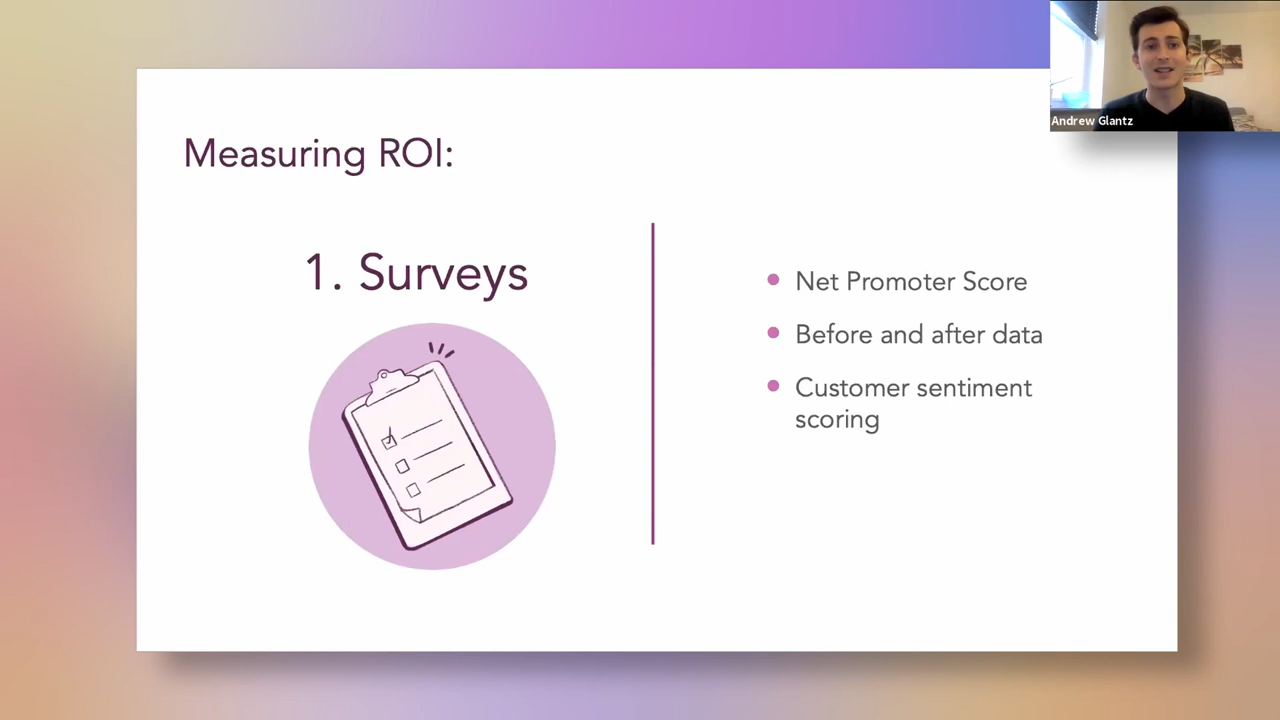 Andrew Glantz
Measuring ROI:
1. Surveys
Net Promoter Score
Before and after data
Customer sentiment
scoring